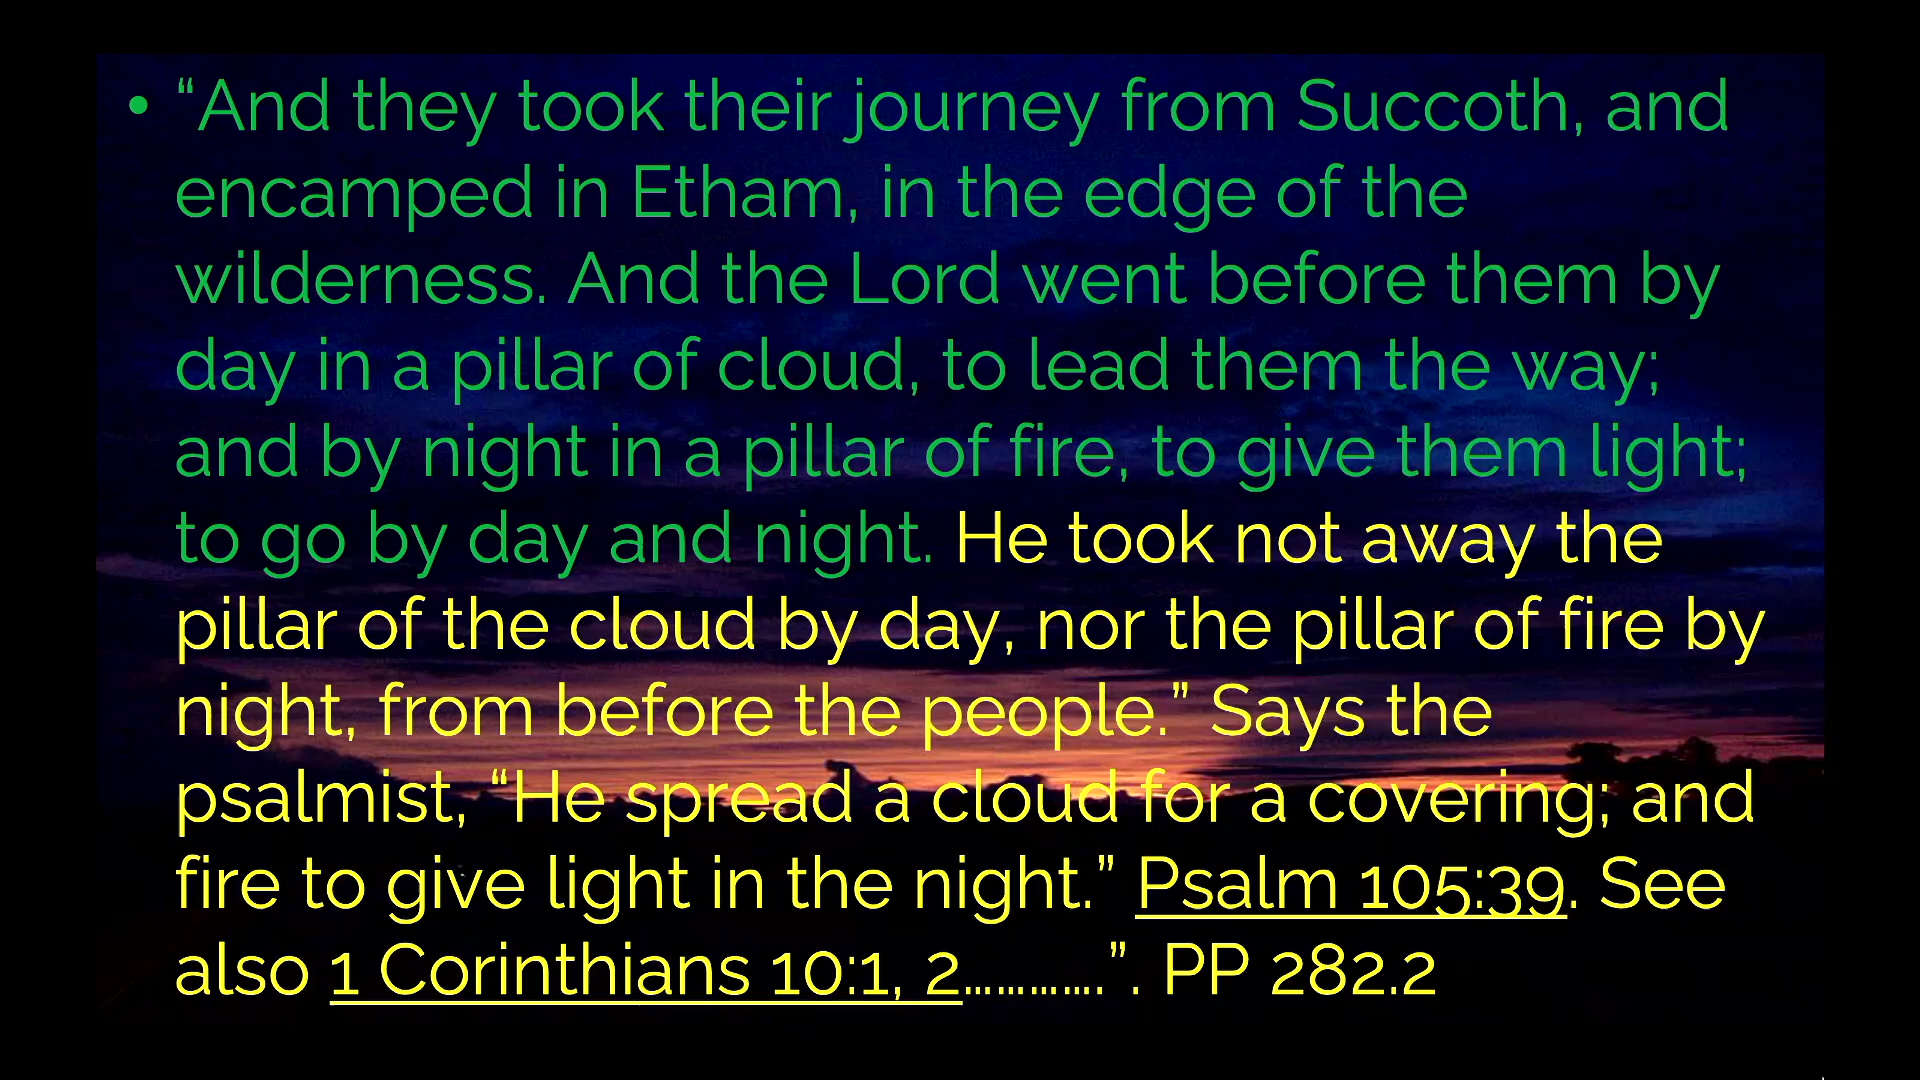 • “And they took their journey from Succoth, and
encamped in Etham, in the edge of the
wilderness. And the Lord went before them by
day in a pillar of cloud, to lead them the way;
and by night in a pillar of fire, to give them light;
to go by day and night. He took not away the
pillar of the cloud by day, nor the pillar of fire by
night, from before the people.” Says the
psalmist, “He spread a cloud for a covering; and
fire to give light in the night.” Psalm 105:39. See
also 1 Corinthians 10:1, 2………….”. PP 282.2